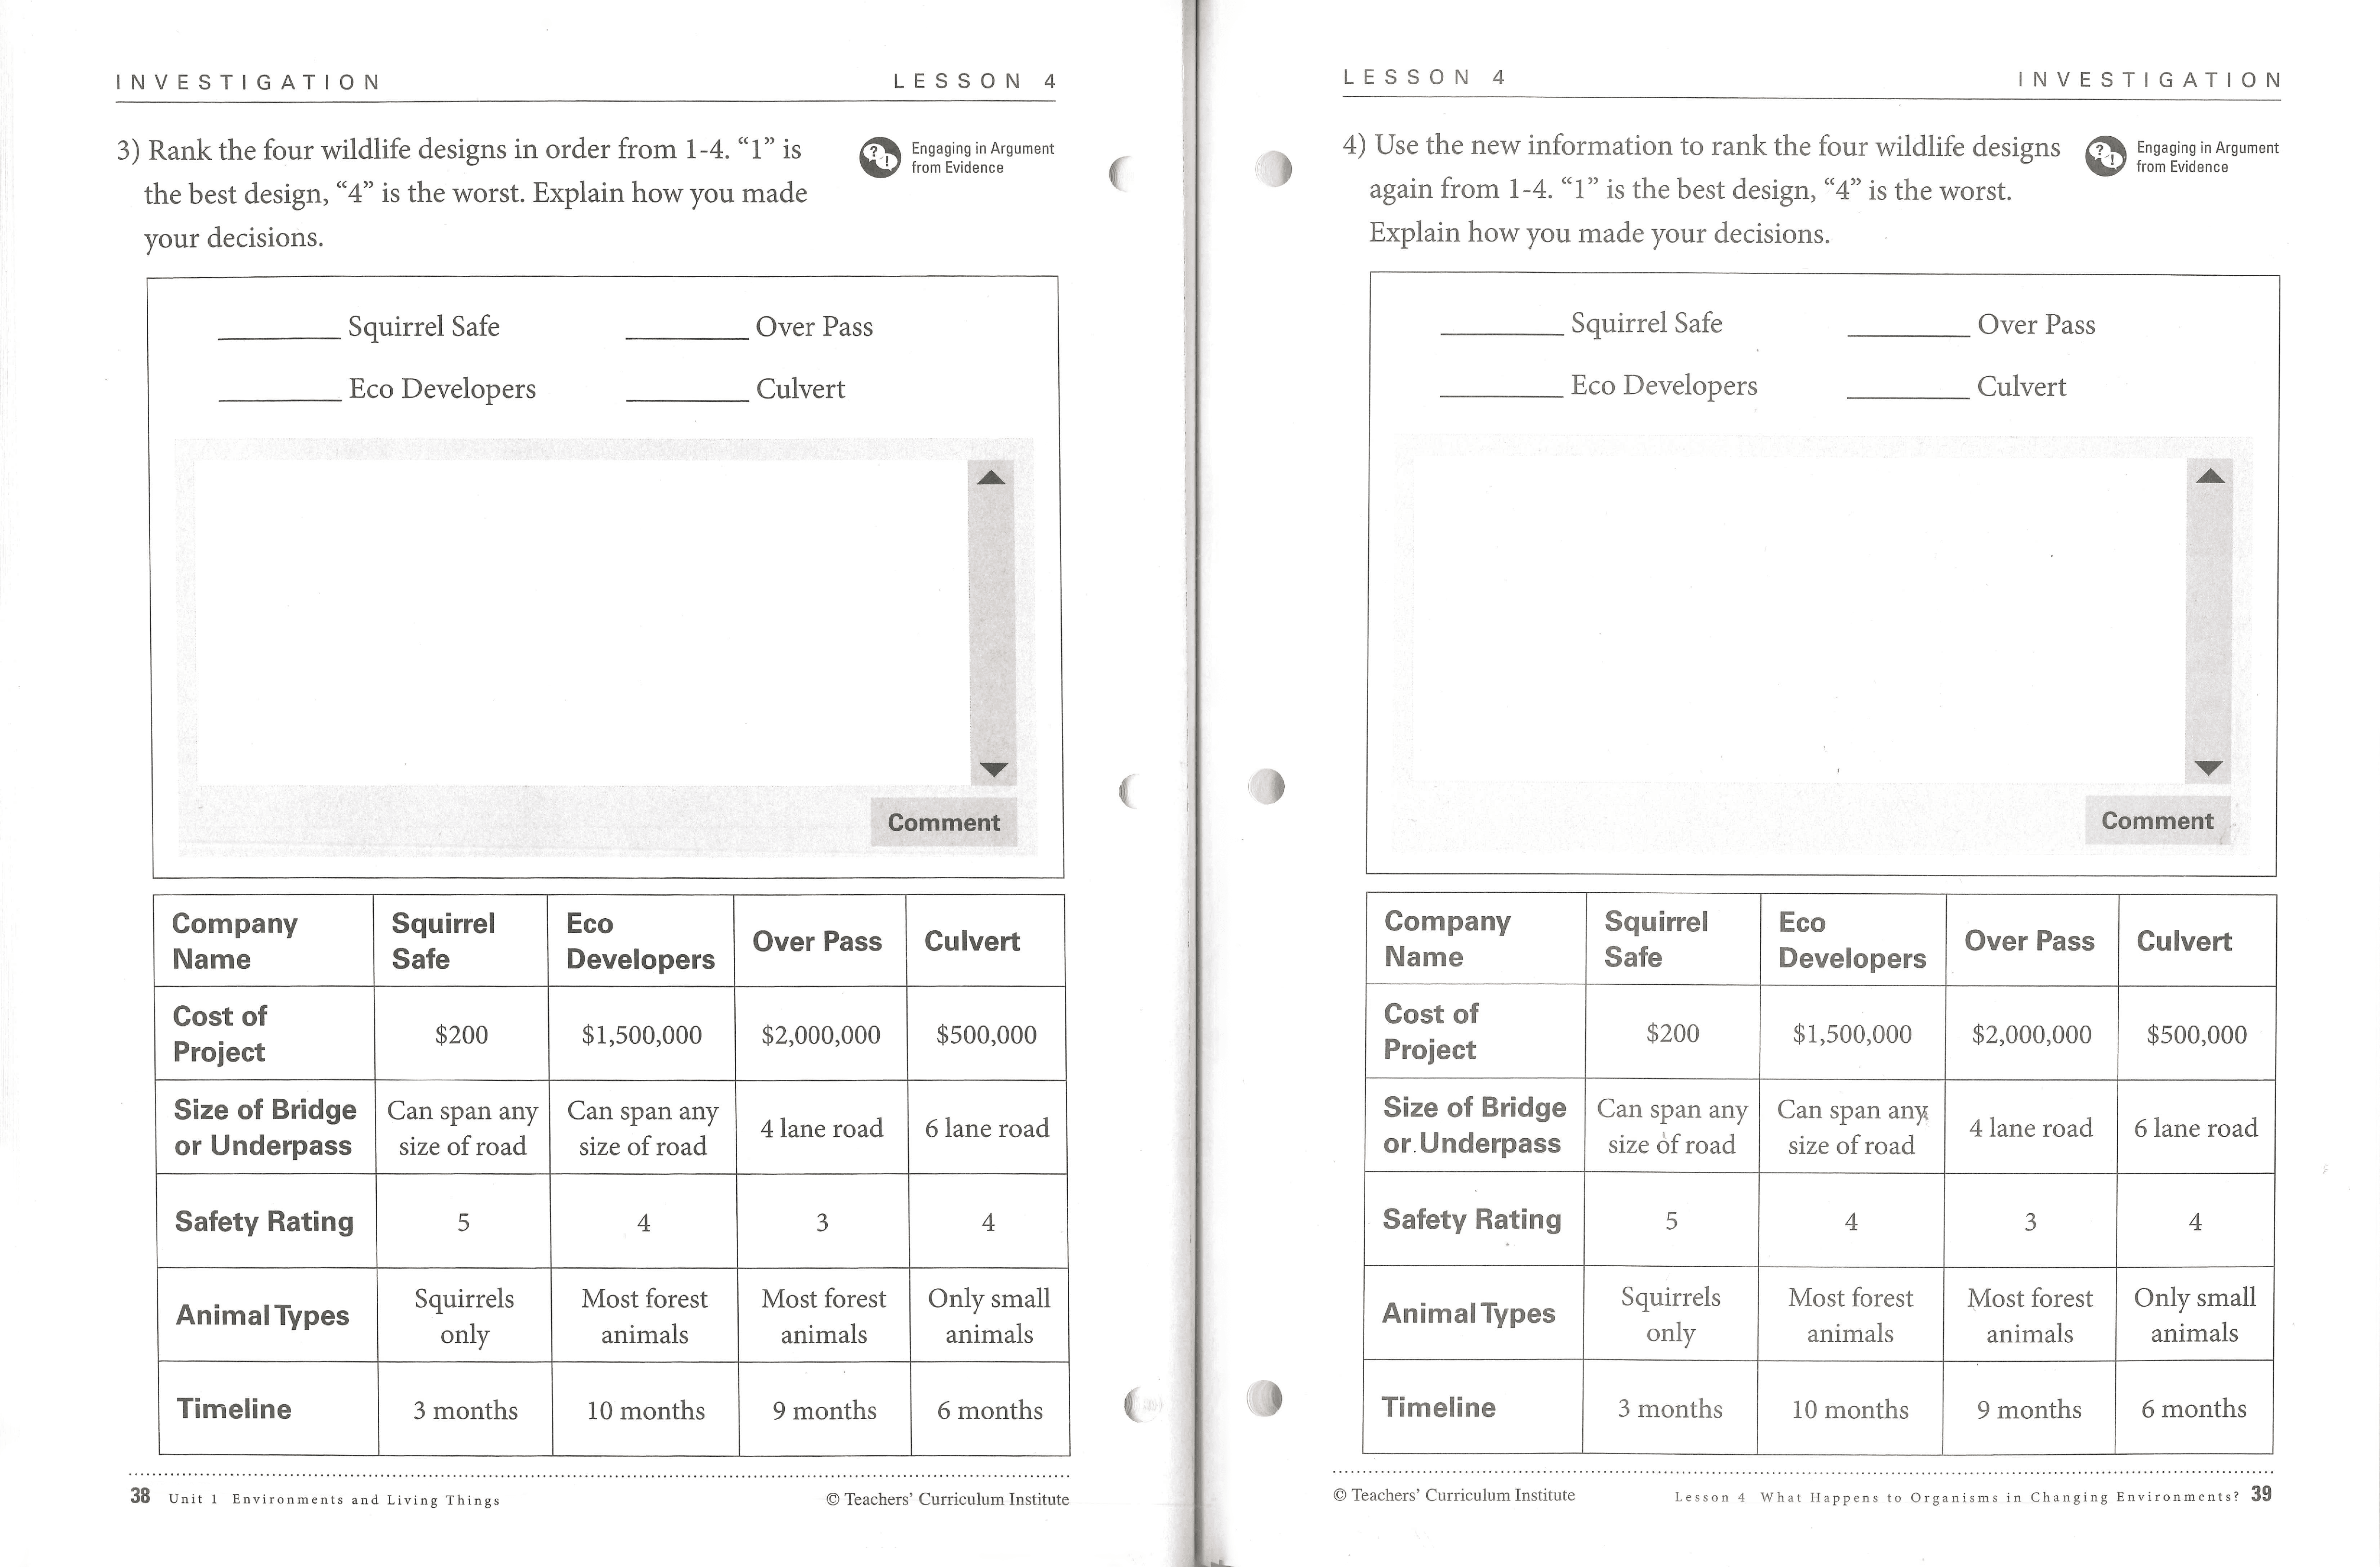 INVESTIGATION LESSON 4
3) Rank the four wildlife designs in order from 1-4. “1” is
the best design, “4” is the worst. Explain how you made
your decisions.
Engaging in Argument
from Evidence
Squirrel Safe Over Pass
Eco Developers Culvert
Comment
Company Name Squirrel Safe Eco Developers Over Pass Culvert
Cost of Project $200 $1,500,000 $2,000,000 $500,000
Size of Bridge or Underpass Can span any size of road Can span any size of road 4 lane road 6 lane road
Safety Rating 5 4 3 4
Animal Types Squirrels only Most forest animals Most forest animals Only small animals
Timeline 3 months 10 months 9 months 6 months
38 Unit 1 Environments and Living Things © Teachers’ Curriculum Institute
LESSON 4 INVESTIGATION
4) Use the new information to rank the four wildlife designs
again from 1-4. “1” is the best design, “4” is the worst.
Explain how you made your decisions.
Engaging in Argument
from Evidence
Squirrel Safe Over Pass
Eco Developers Culvert
Comment
Company Name Squirrel Safe Eco Developers Over Pass Culvert
Cost of Project $200 $1,500,000 $2,000,000 $500,000
Size of Bridge or Underpass Can span any size of road Can span any size of road 4 lane road 6 lane road
Safety Rating 5 4 3 4
Animal Types Squirrels only Most forest animals Most forest animals Only small animals
Timeline 3 months 10 months 9 months 6 months
© Teachers’ Curriculum Institute Lesson 4 What Happens to Organisms in Changing Environments? 39